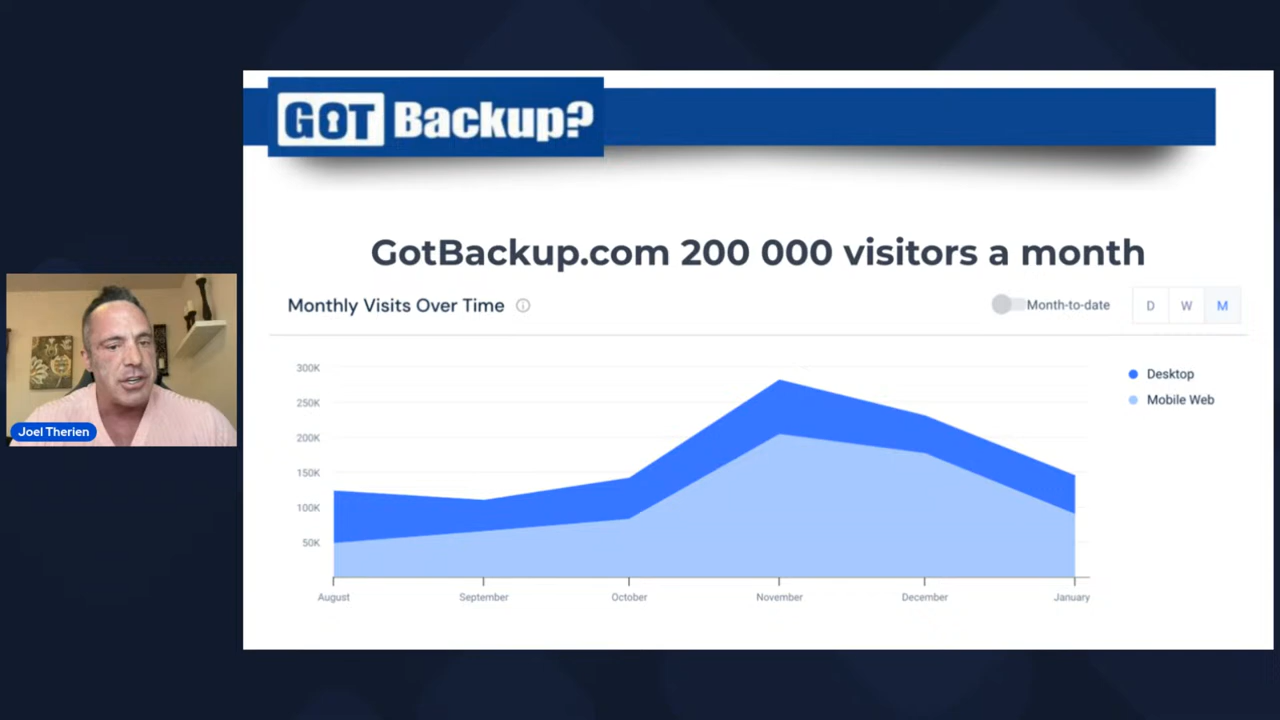 GOT Backup?
GotBackup.com 200 000 visitors a month
Monthly Visits Over Time
Month-to-date
D W M
300K
250K
200K
150K
100K
50K
Desktop
Mobile Web
August September October November December January
Joel Therien